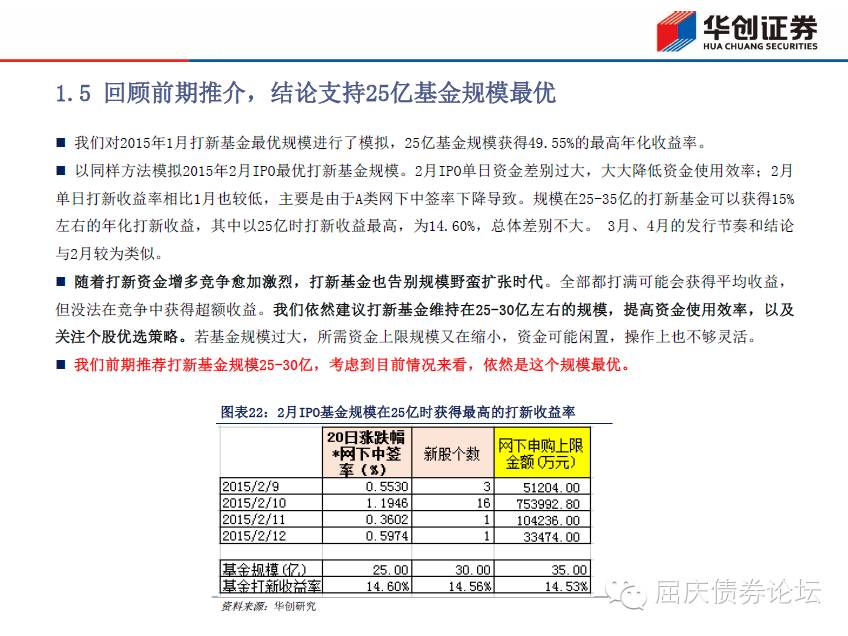 华创证券
HUA CHUANG SECURITIES
1.5 回顾前期推介，结论支持25亿基金规模最优
■ 我们对2015年1月打新基金最优规模进行了模拟，25亿基金规模获得49.55%的最高年化收益率。
■ 以同样方法模拟2015年2月IPO最优打新基金规模。2月IPO单日资金差别过大，大大降低资金使用效率；2月
单日打新收益率相比1月也较低，主要是由于A类网下中签率下降导致。规模在25-35亿的打新基金可以获得15%
左右的年化打新收益，其中以25亿时打新收益最高，为14.60%，总体差别不大。 3月、4月的发行节奏和结论
与2月较为类似。
■ 随着打新资金增多竞争愈加激烈，打新基金也告别规模野蛮扩张时代。全部都打满可能会获得平均收益，
但没法在竞争中获得超额收益。我们依然建议打新基金维持在25-30亿左右的规模，提高资金使用效率，以及
关注个股优选策略。若基金规模过大，所需资金上限规模又在缩小，资金可能闲置，操作上也不够灵活。
■ 我们前期推荐打新基金规模25-30亿，考虑到目前情况来看，依然是这个规模最优。
图表22：2月IPO基金规模在25亿时获得最高的打新收益率
20日涨跌幅
*网下中签
率（%）
新股个数
网下申购上限
金额(万元)
2015/2/9 0.5530 3 51204.00
2015/2/10 1.1946 16 753992.80
2015/2/11 0.3602 1 104236.00
2015/2/12 0.5974 1 33474.00
基金规模(亿) 25.00 30.00 35.00
基金打新收益率 14.60% 14.56% 14.53%
资料来源：华创研究
屈庆债券论坛